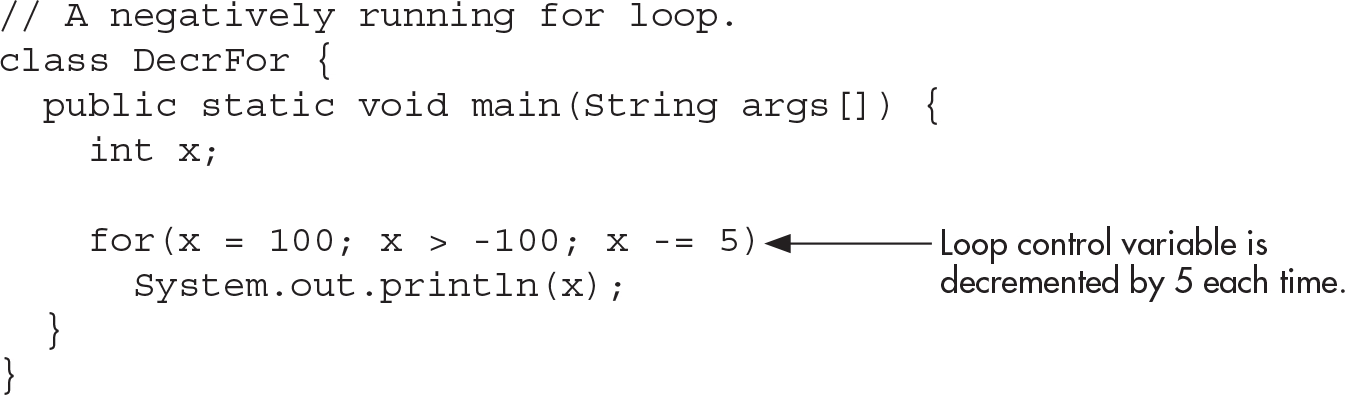 // A negatively running for loop.
class DecrFor {
  public static void main(String args[]) {
    int x;

    for(x = 100; x > -100; x -= 5)
      System.out.println(x);
  }
}
Loop control variable is
decremented by 5 each time.